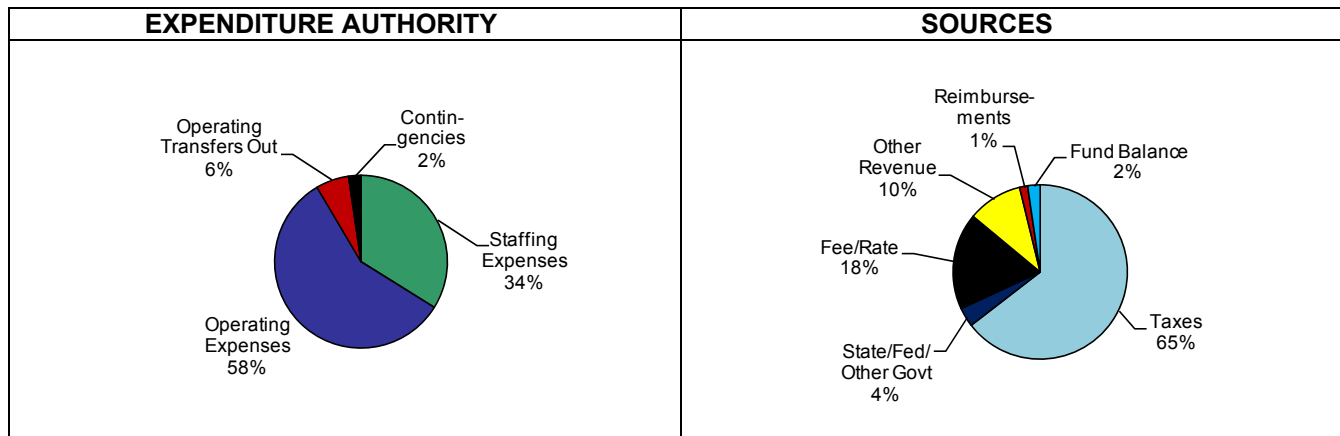 EXPENDITURE AUTHORITY
Contin-
gencies
2%
Operating
Transfers Out
6%
Staffing
Expenses
34%
Operating
Expenses
58%
SOURCES
Reimburse-
ments
1%
Fund Balance
2%
Other
Revenue
10%
Fee/Rate
18%
Taxes
65%
State/Fed/
Other Govt
4%